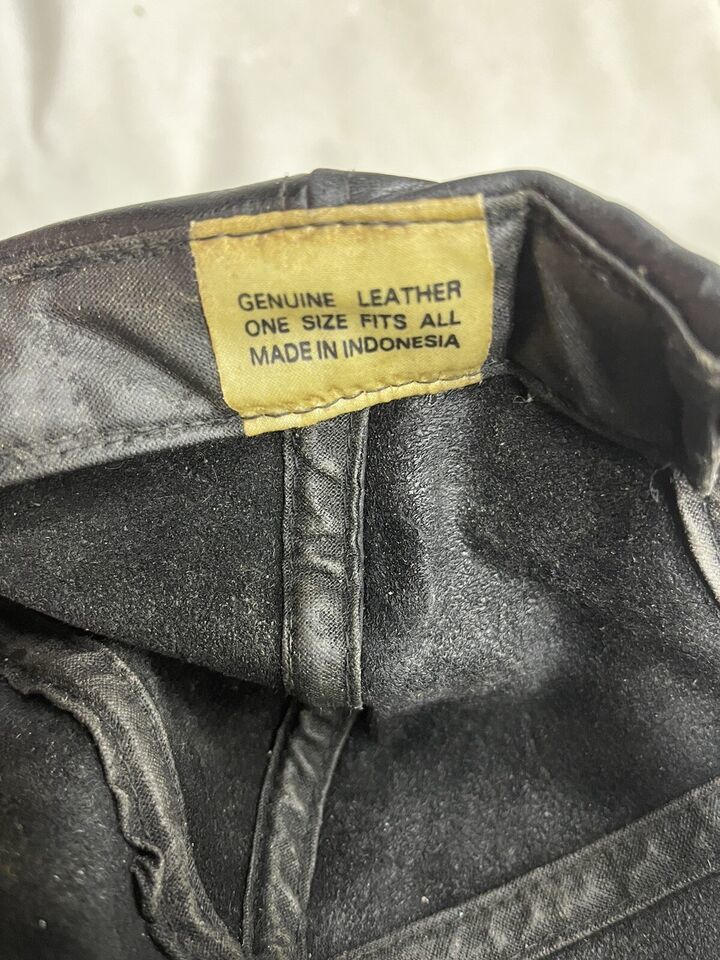 GENUINE LEATHER
ONE SIZE FITS ALL
MADE IN INDONESIA